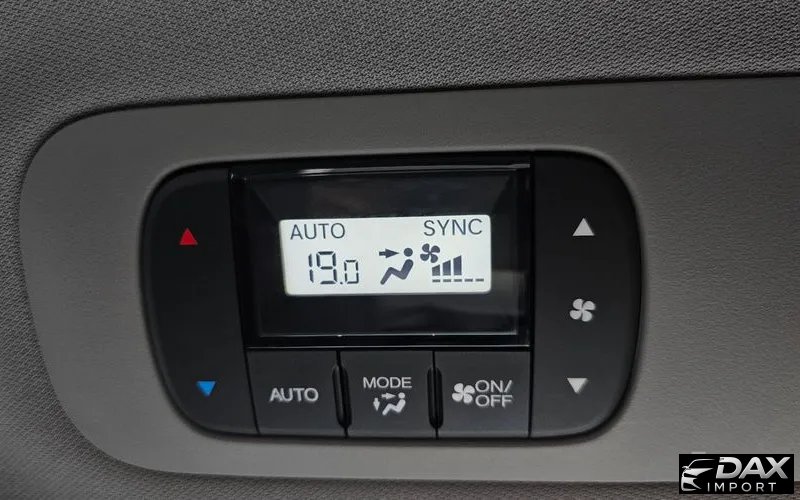 AUTO SYNC
19.0
AUTO
MODE
ON/
OFF
DAX
IMPORT